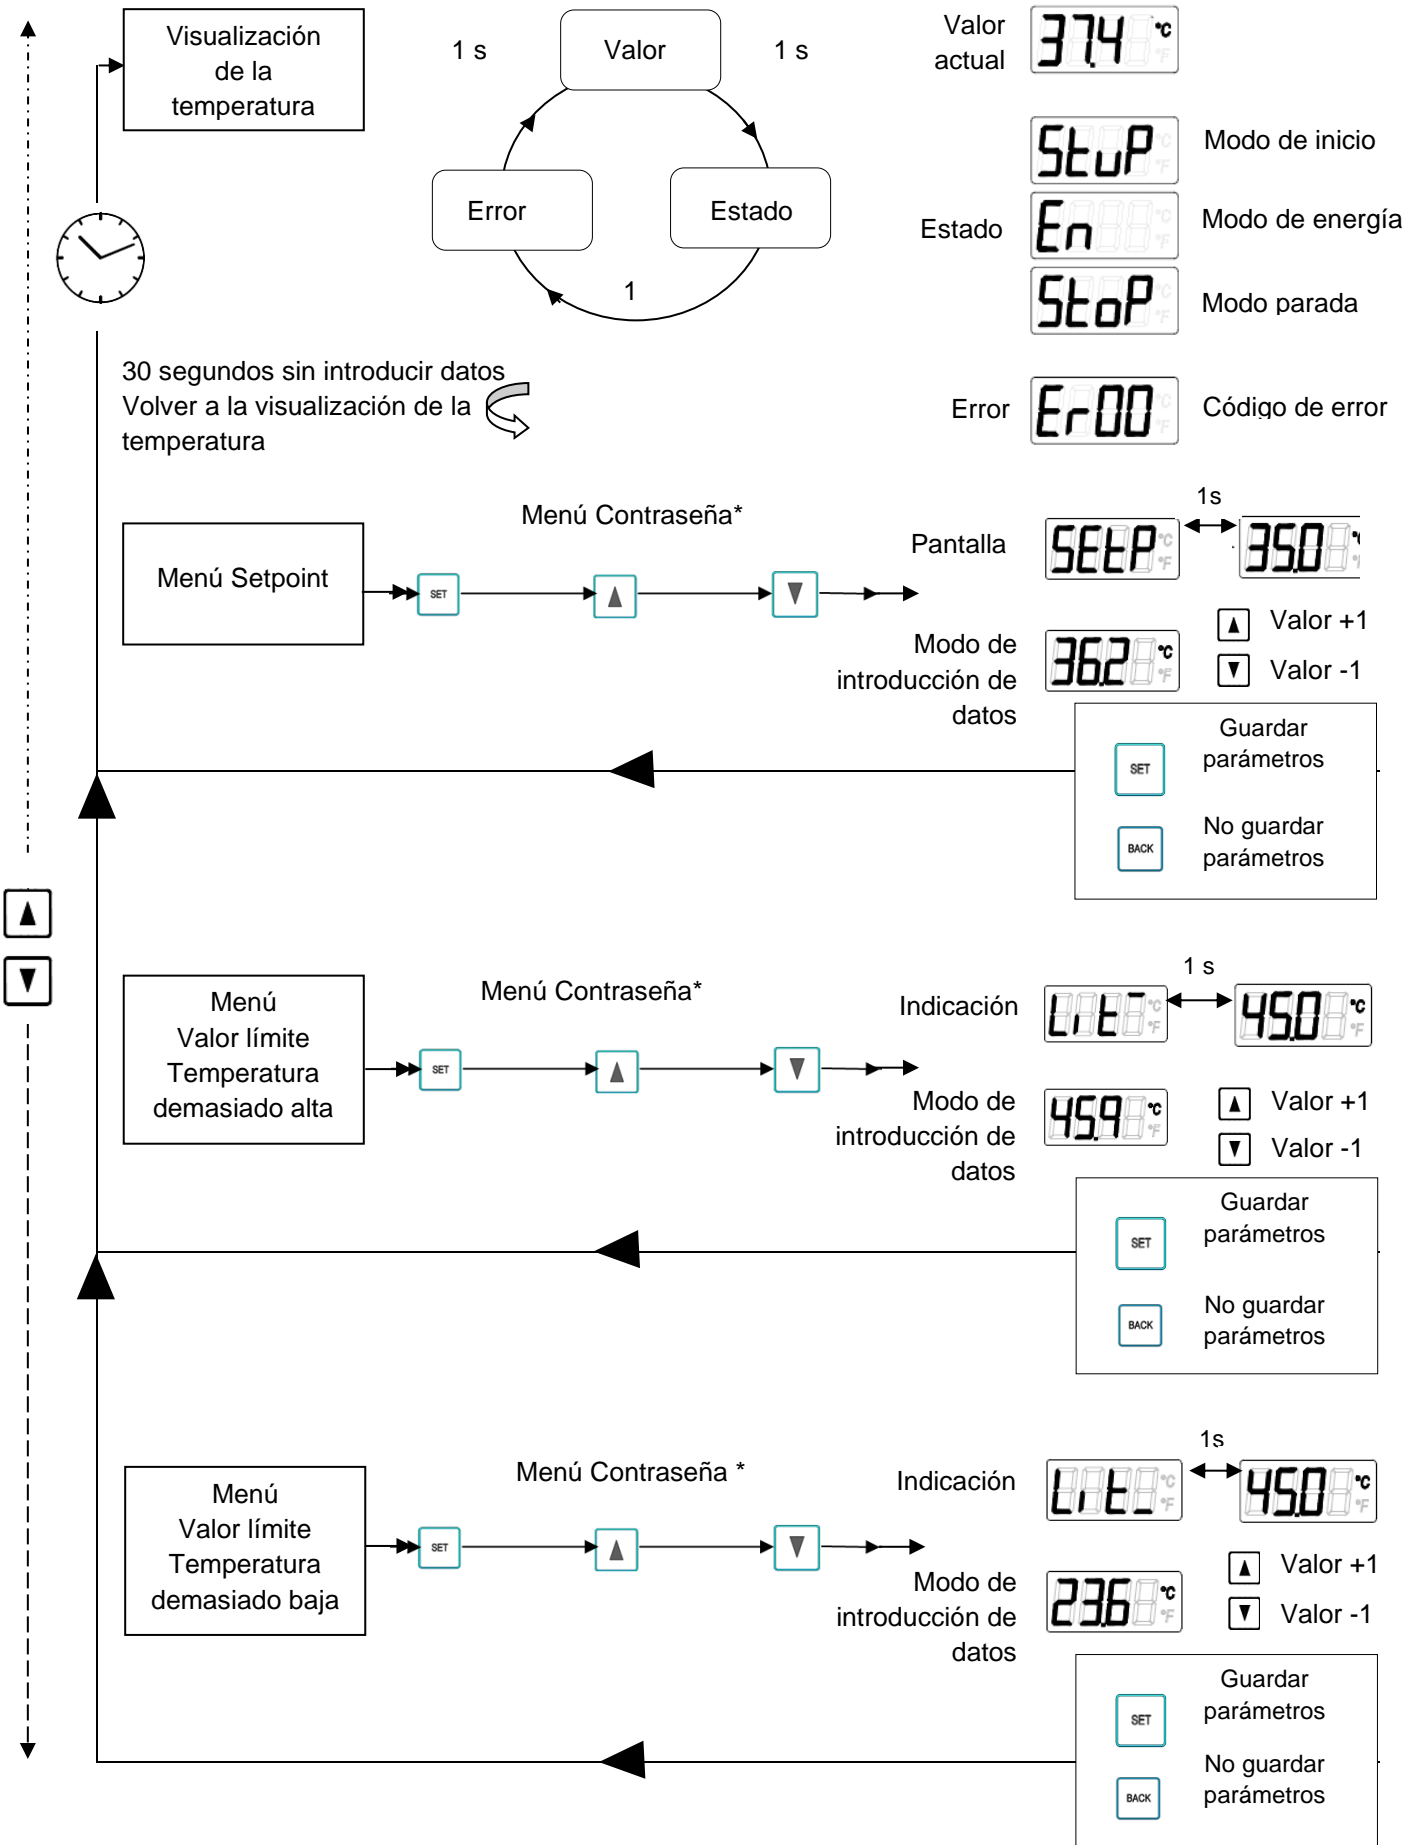 Visualización
de la
temperatura
1 s
Valor
1 s
Error
Estado
1
Valor
actual
37.4 °C
°F
Estado
StuP °C
°F
Modo de inicio
En °C
°F
Modo de energía
StoP °C
°F
Modo parada
Error
Er00 °C
°F
Código de error
30 segundos sin introducir datos
Volver a la visualización de la
temperatura
Menú Setpoint
Menú Contraseña*
SET
Pantalla
SEtP °C
°F
1s
35.0
Modo de
introducción de
datos
36.2 °C
°F
Valor +1
Valor -1
SET
Guardar
parámetros
BACK
No guardar
parámetros
Menú
Valor límite
Temperatura
demasiado alta
Menú Contraseña*
SET
Indicación
Lit¯ °C
°F
1 s
45.0 °C
°F
Modo de
introducción de
datos
45.9 °C
°F
Valor +1
Valor -1
SET
Guardar
parámetros
BACK
No guardar
parámetros
Menú
Valor límite
Temperatura
demasiado baja
Menú Contraseña *
SET
Indicación
Lit_ °C
°F
1s
45.0 °C
°F
Modo de
introducción de
datos
23.6 °C
°F
Valor +1
Valor -1
SET
Guardar
parámetros
BACK
No guardar
parámetros